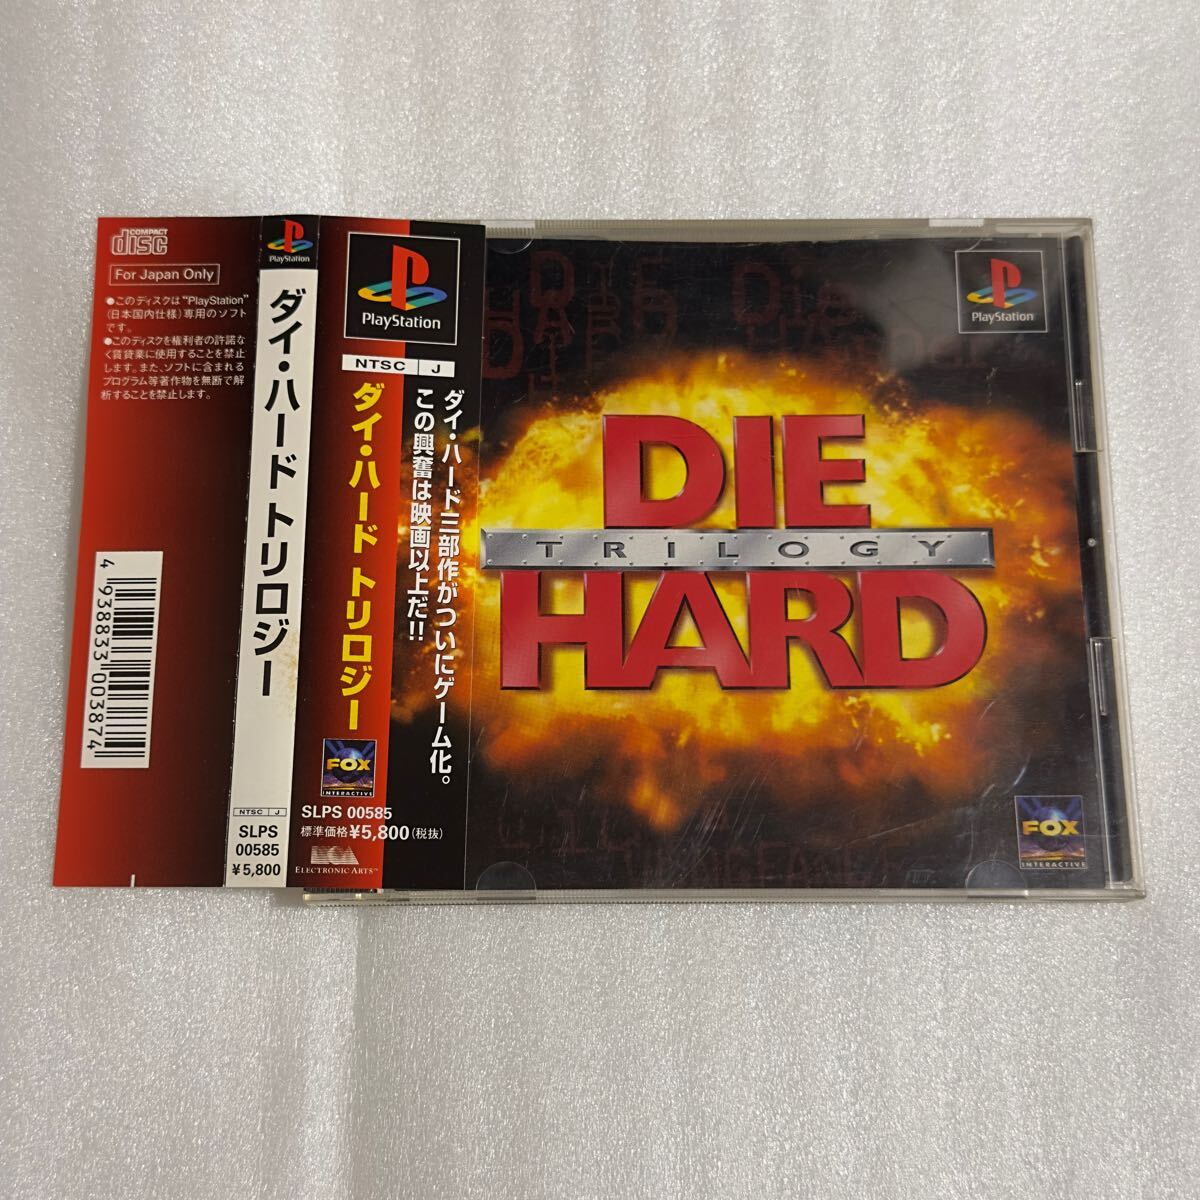 COMPACT
disc
For Japan Only
●このディスクは"PlayStation"
(日本国内仕様)専用のソフト
です。
●このディスクを権利者の許諾な
く賃貸業に使用することを禁止
します。また、ソフトに含まれる
プログラム等著作物を無断で解
析することを禁止します。
4 938833 003874
PlayStation
ダイ・ハード トリロジー
NTSC J
SLPS
00585
¥5,800
PlayStation
NTSC J
ダイ・ハード三部作がついにゲーム化。
この興奮は映画以上だ!!
ダイ・ハード トリロジー
FOX
INTERACTIVE
SLPS 00585
標準価格¥5,800(税抜)
ELECTRONIC ARTS™
PlayStation
DIE
TRILOGY
HARD
FOX
INTERACTIVE